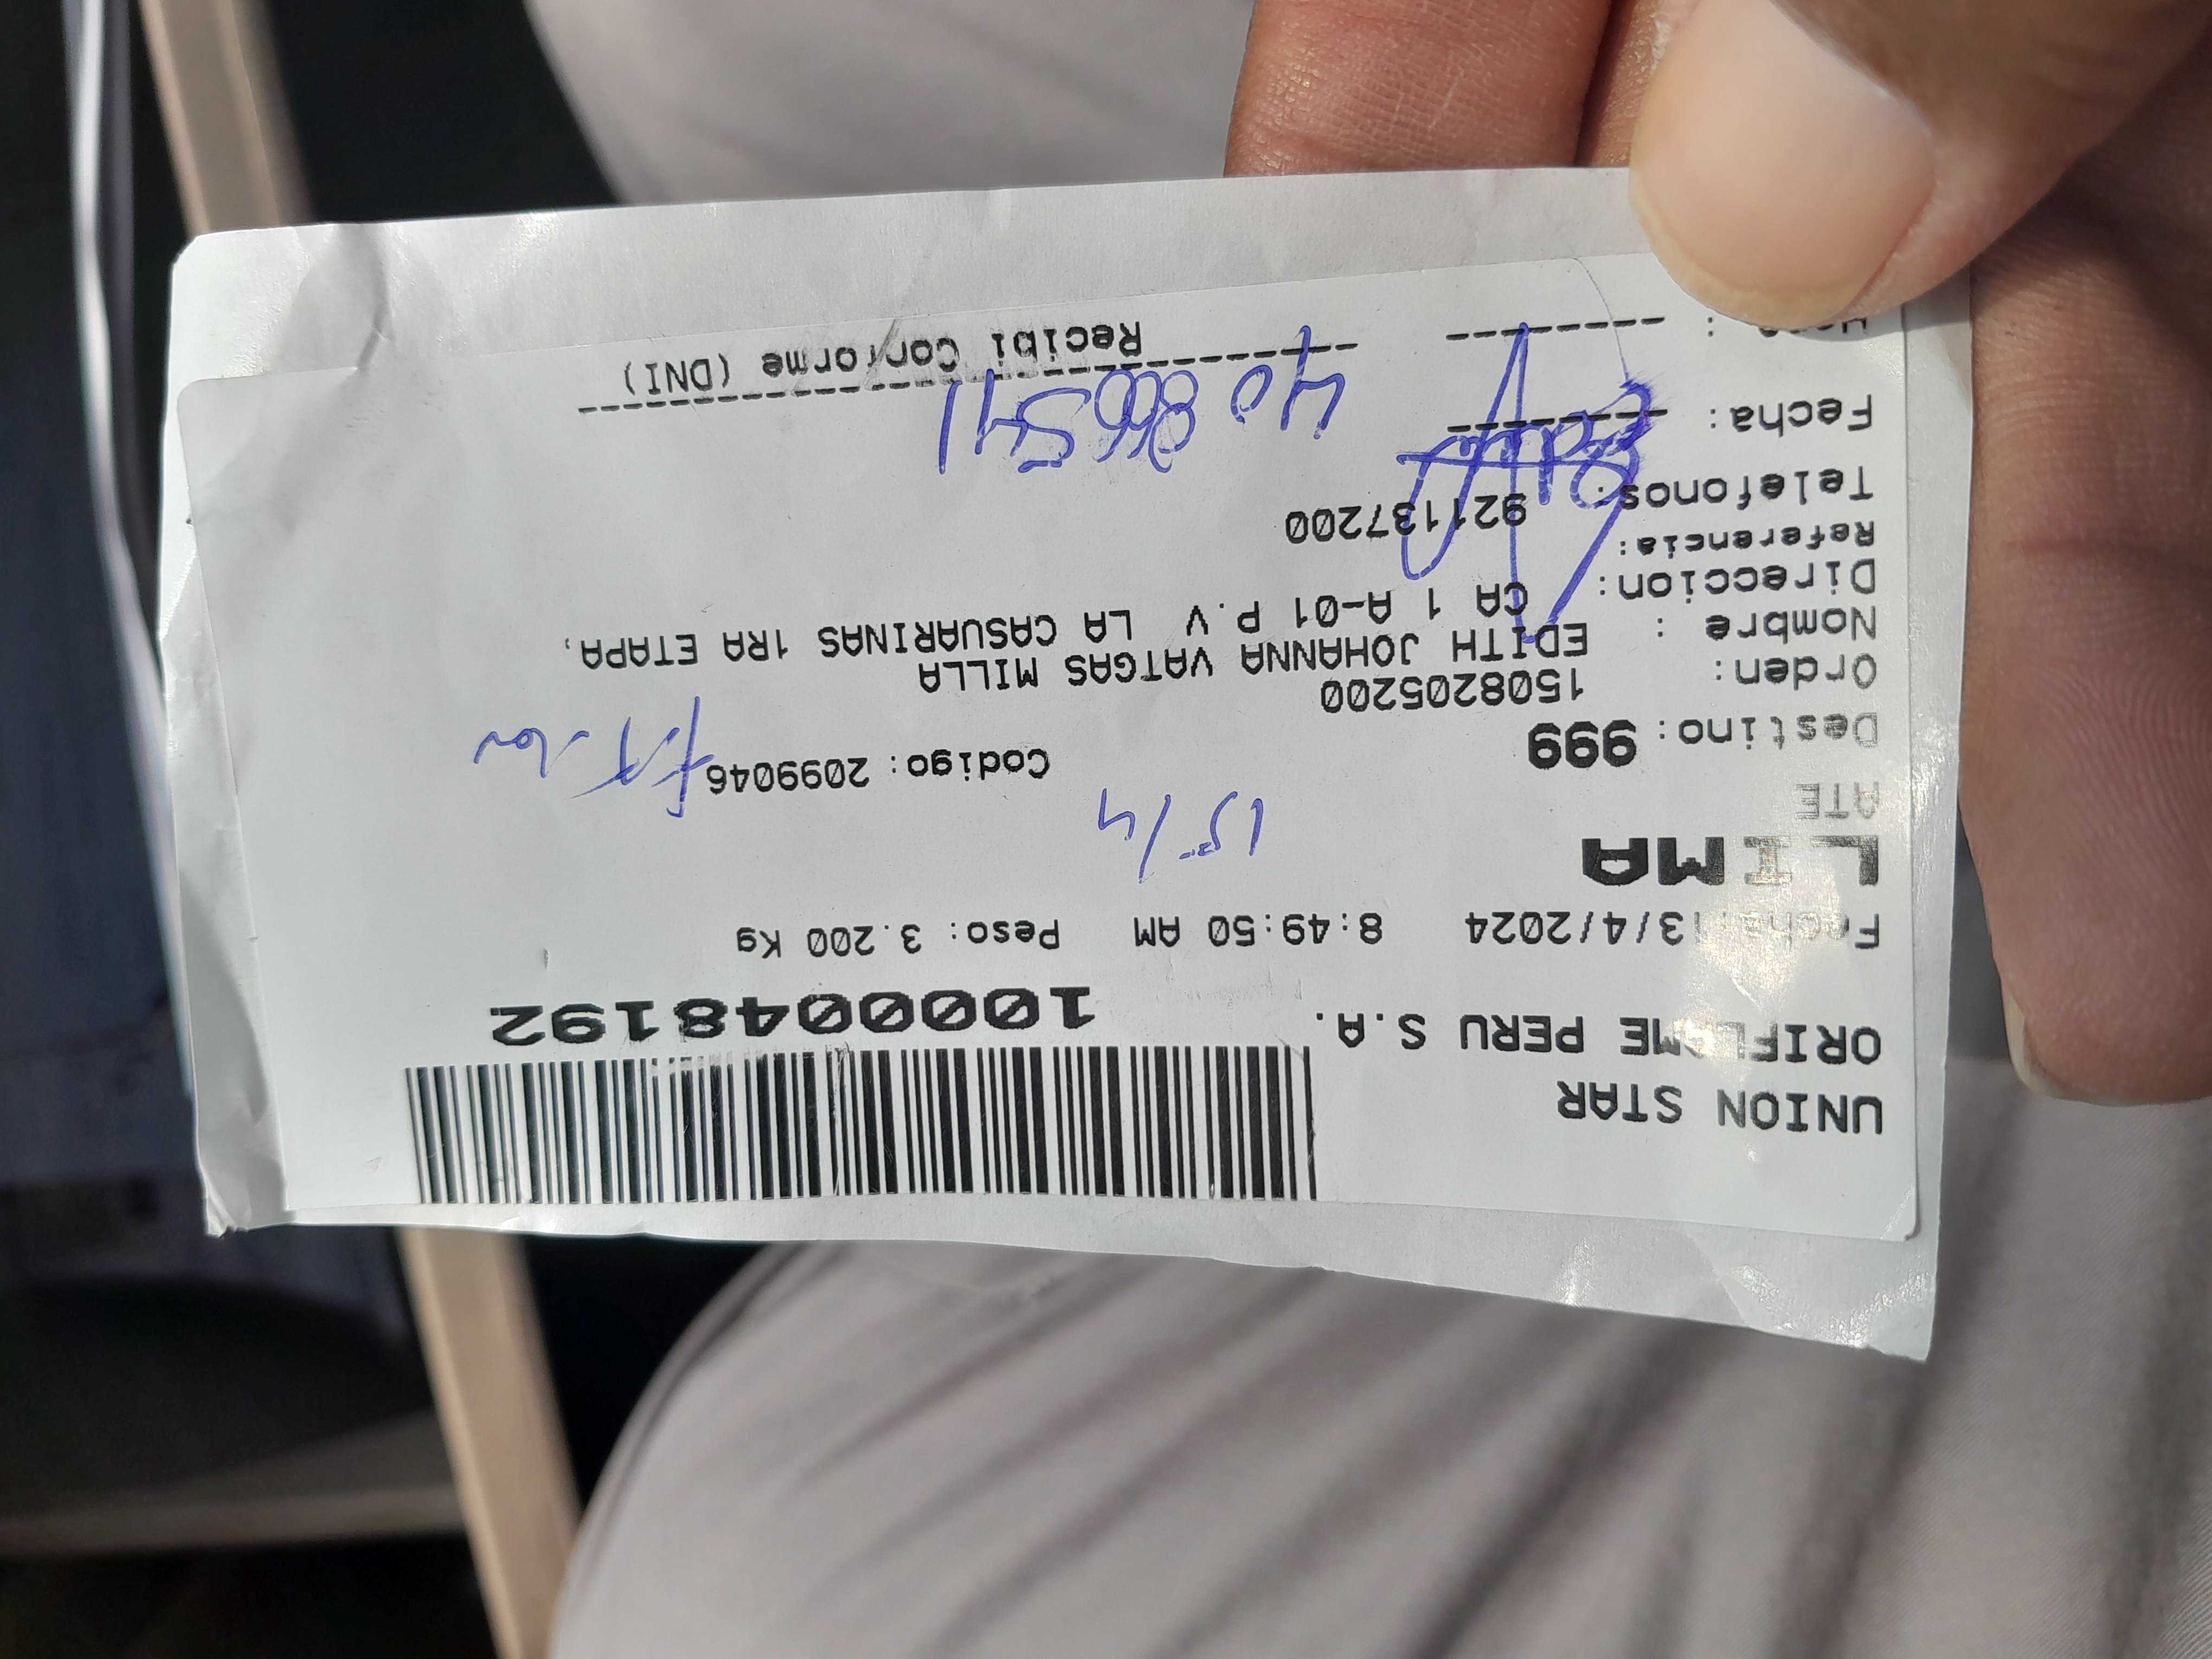 UNION STAR
ORIFLAME PERU S.A. 1000048192
Fecha:13/4/2024 8:49:50 AM Peso: 3.200 Kg
LIMA
ATE 15/4
Destino: 999 Codigo: 2099046
Orden: 1508205200
Nombre : EDITH JOHANNA VATGAS MILLA
Direccion: CA 1 A-01 P.V LA CASUARINAS 1RA ETAPA,
Referencia:
Telefonos: 921137200
Fecha: ------ 40866541
Hora : ------
Recibi Conforme (DNI)